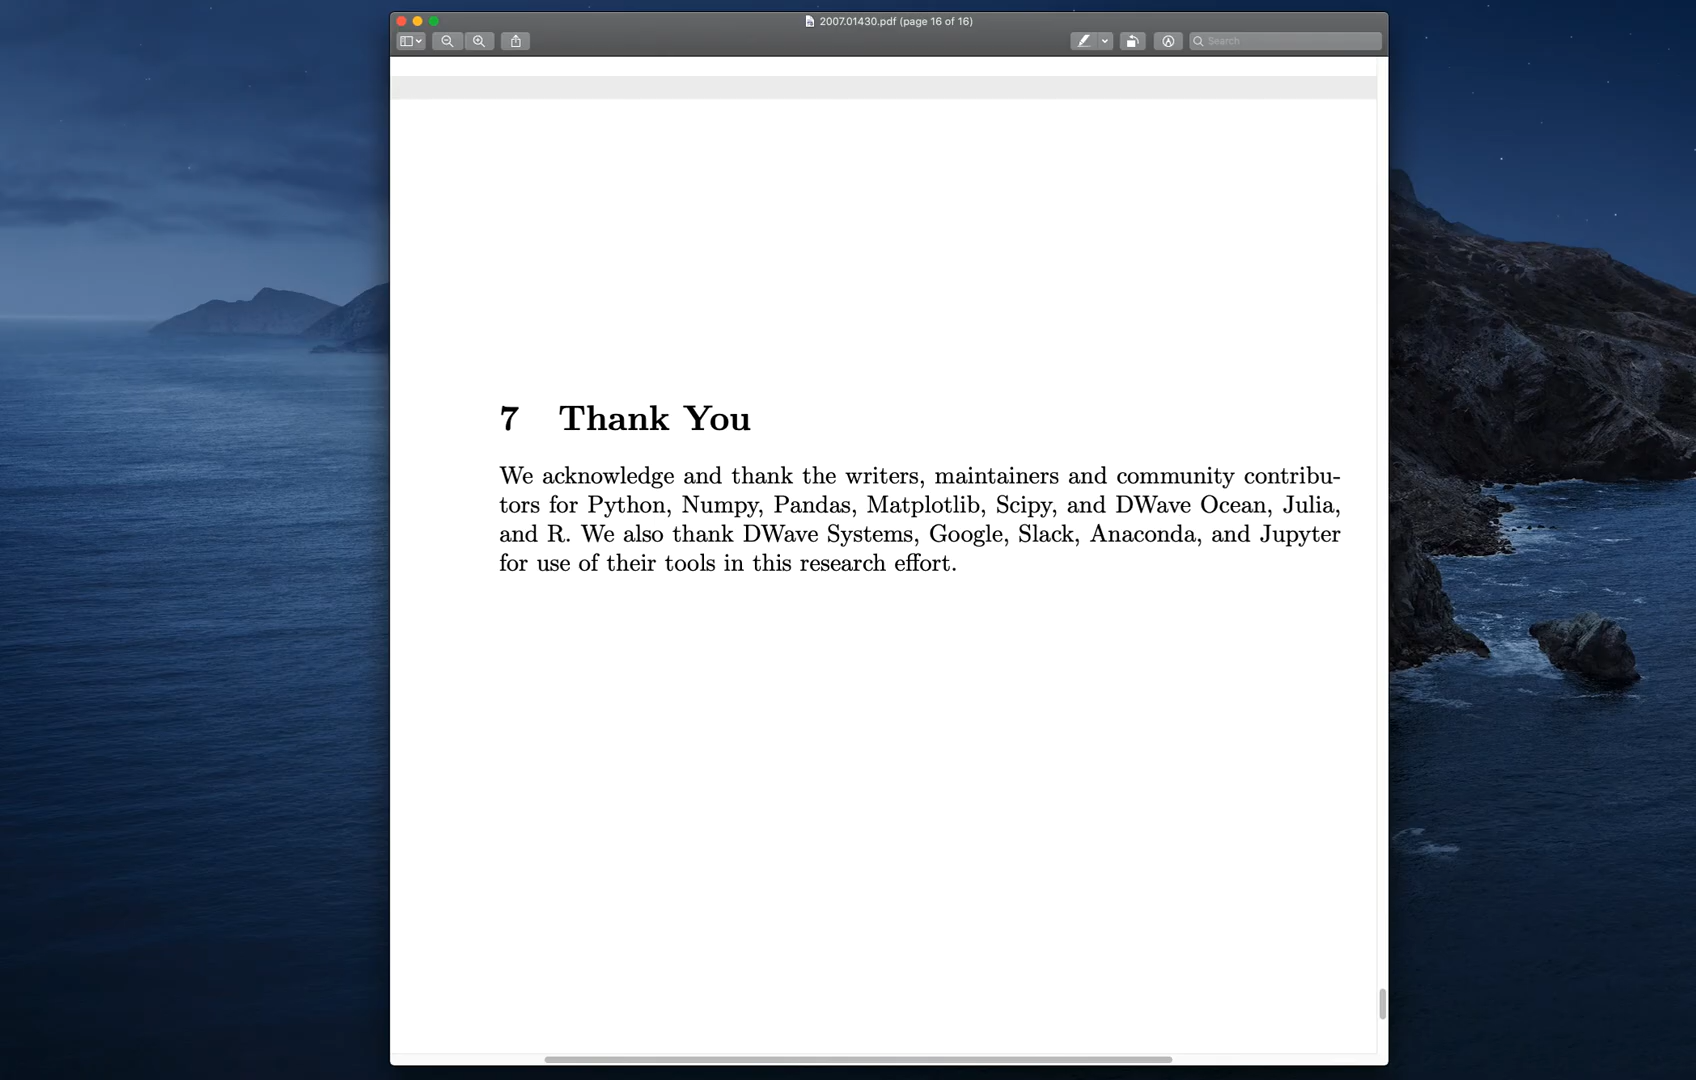 2007.01430.pdf (page 16 of 16)
Search
7 Thank You
We acknowledge and thank the writers, maintainers and community contribu-
tors for Python, Numpy, Pandas, Matplotlib, Scipy, and DWave Ocean, Julia,
and R. We also thank DWave Systems, Google, Slack, Anaconda, and Jupyter
for use of their tools in this research effort.